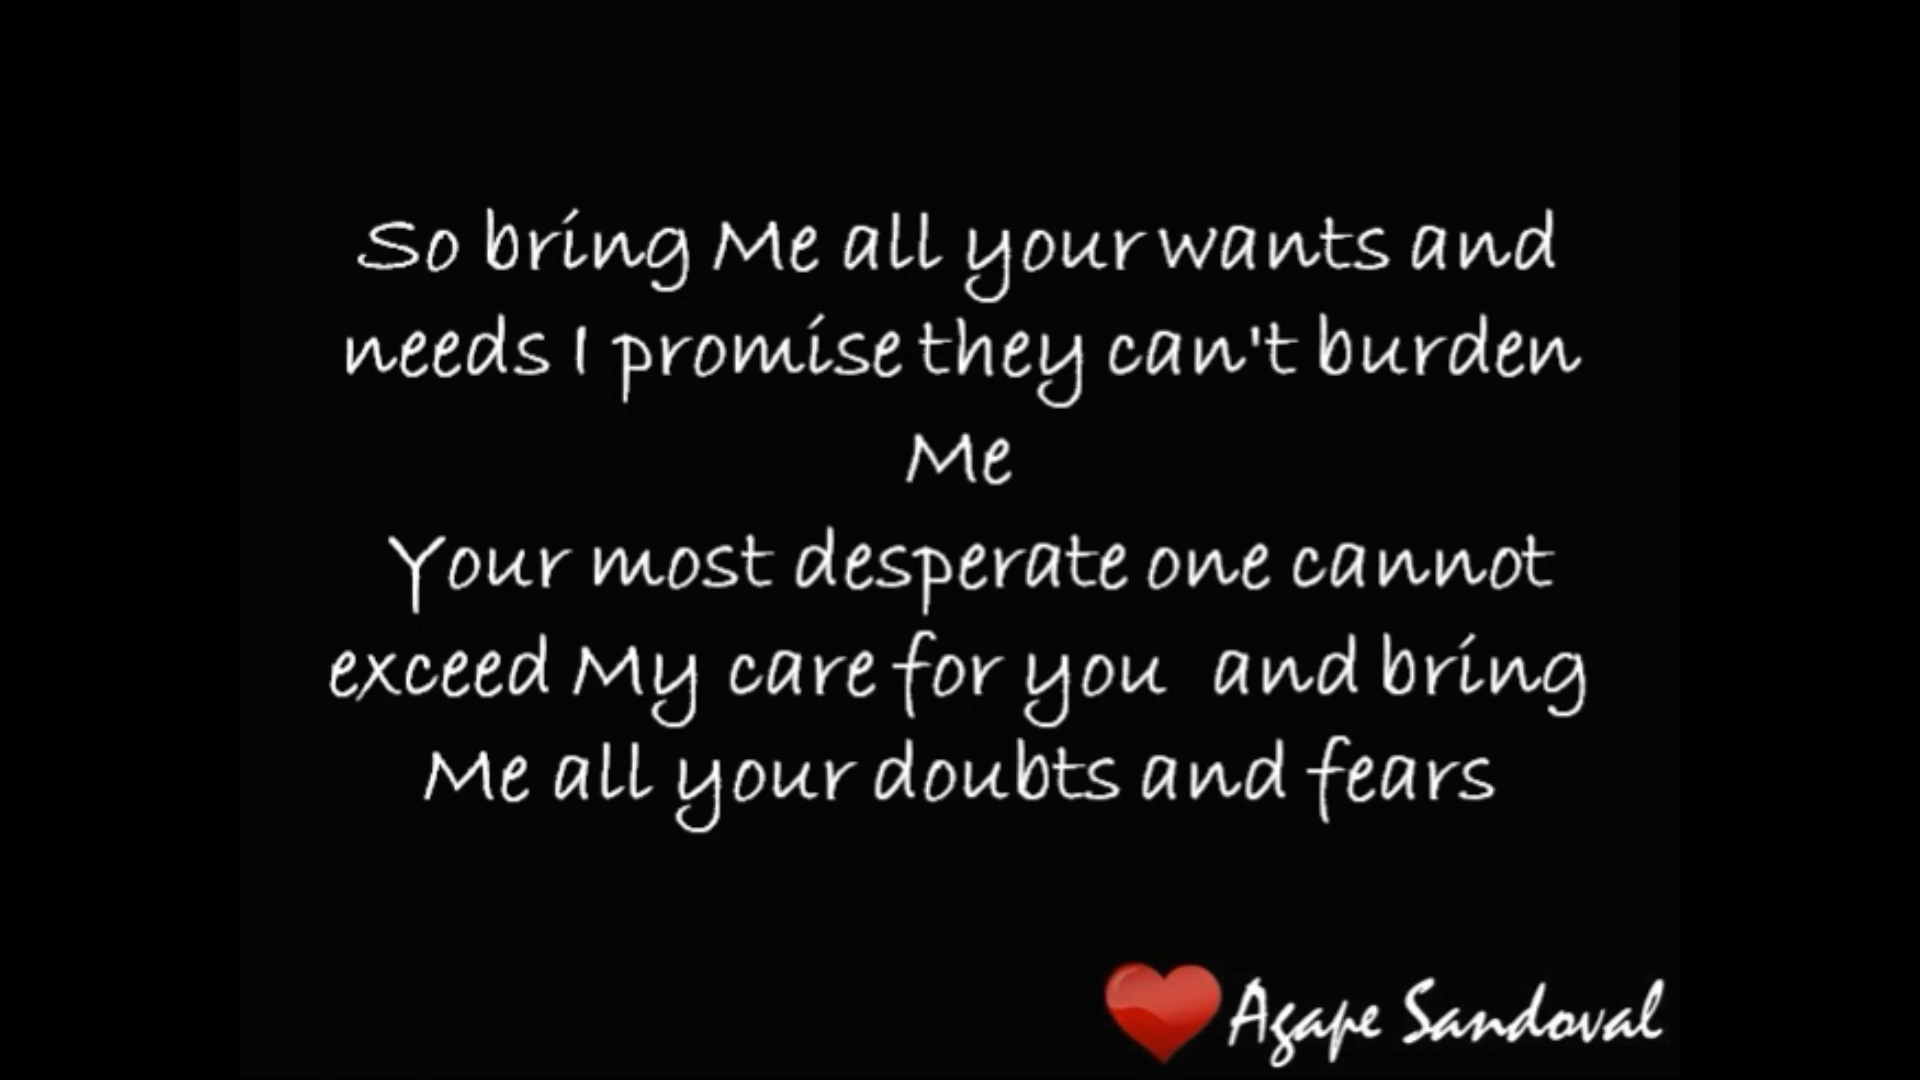 So bring Me all your wants and
needs I promise they can't burden
Me
Your most desperate one cannot
exceed My care for you  and bring
Me all your doubts and fears
Agape Sandoval